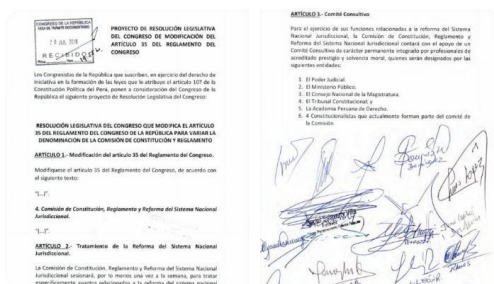 CONGRESO DE LA REPÚBLICA
JUL 2018
RECIBIDO
PROYECTO DE RESOLUCIÓN LEGISLATIVA
DEL CONGRESO DE MODIFICACIÓN DEL
ARTÍCULO 35 DEL REGLAMENTO DEL
CONGRESO
Los Congresistas de la República que suscriben, en ejercicio del derecho de
iniciativa en la formación de las leyes que le atribuye el artículo 107 de la
Constitución Política del Perú, ponen a consideración del Congreso de la
República el siguiente proyecto de Resolución Legislativa del Congreso:
RESOLUCIÓN LEGISLATIVA DEL CONGRESO QUE MODIFICA EL ARTÍCULO
35 DEL REGLAMENTO DEL CONGRESO DE LA REPÚBLICA PARA VARIAR LA
DENOMINACIÓN DE LA COMISIÓN DE CONSTITUCIÓN Y REGLAMENTO
ARTÍCULO 1.- Modificación del artículo 35 del Reglamento del Congreso.
Modifíquese el artículo 35 del Reglamento del Congreso, de acuerdo con
el siguiente texto:
"(...)".
4. Comisión de Constitución, Reglamento y Reforma del Sistema Nacional
Jurisdiccional.
"(...)".
ARTÍCULO 2.- Tratamiento de la Reforma del Sistema Nacional
Jurisdiccional.
La Comisión de Constitución, Reglamento y Reforma del Sistema Nacional
Jurisdiccional sesionará, por lo menos una vez a la semana, para tratar
específicamente asuntos relacionados a la reforma del sistema nacional
ARTÍCULO 3.- Comité Consultivo
Para el ejercicio de sus funciones relacionadas a la reforma del Sistema
Nacional Jurisdiccional, la Comisión de Constitución, Reglamento y
Reforma del Sistema Nacional Jurisdiccional contará con el apoyo de un
Comité Consultivo de carácter permanente integrado por profesionales de
acreditado prestigio y solvencia moral, quienes serán designados por las
siguientes entidades:
1. El Poder Judicial.
2. El Ministerio Público.
3. El Consejo Nacional de la Magistratura.
4. El Tribunal Constitucional; y
5. La Academia Peruana de Derecho.
6. 4 Constitucionalistas que actualmente forman parte del comité de
la Comisión